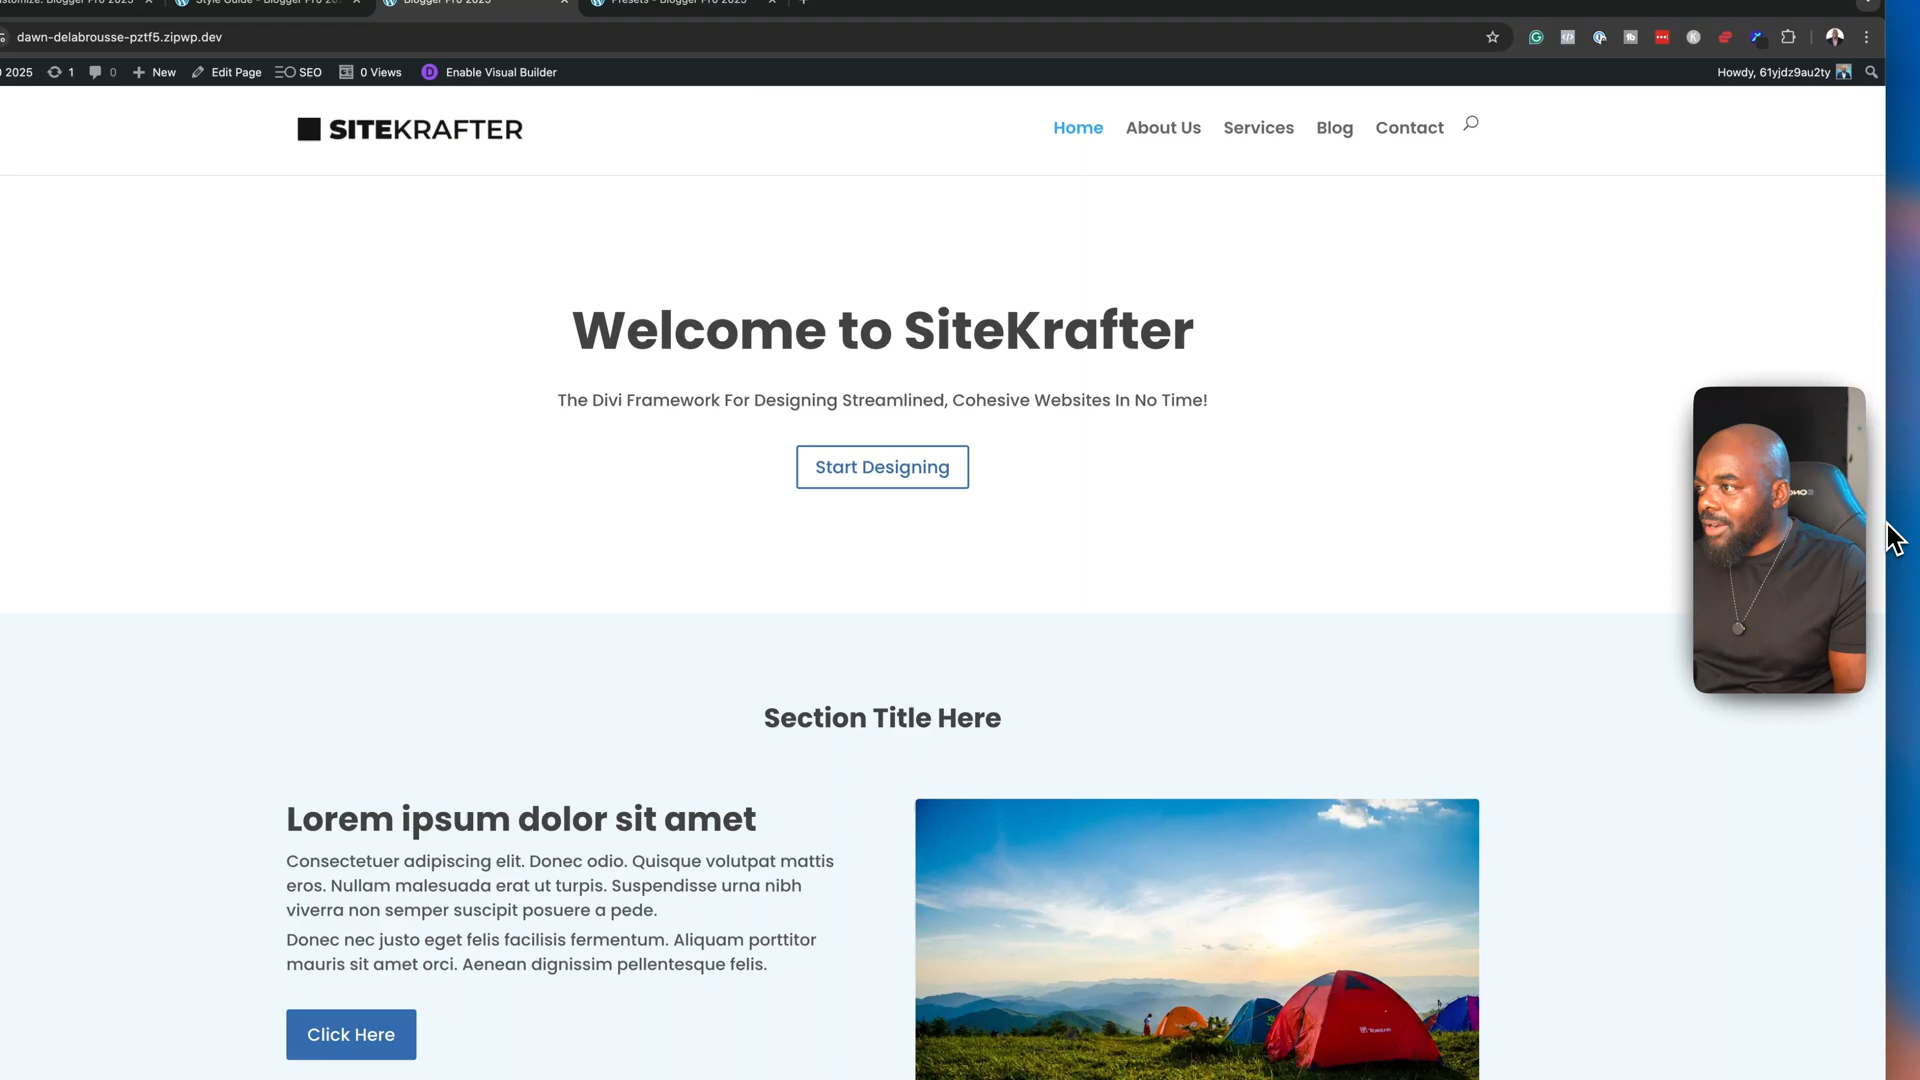 Customize: Blogger Pro 2025
Style Guide - Blogger Pro 20
Blogger Pro 2025
Presets - Blogger Pro 2025
dawn-delabrousse-pztf5.zipwp.dev
2025 1 0 New Edit Page SEO 0 Views D Enable Visual Builder
Howdy, 61yjdz9au2ty
SITEKRAFTER
Home About Us Services Blog Contact
Welcome to SiteKrafter
The Divi Framework For Designing Streamlined, Cohesive Websites In No Time!
Start Designing
Section Title Here
Lorem ipsum dolor sit amet
Consectetuer adipiscing elit. Donec odio. Quisque volutpat mattis
eros. Nullam malesuada erat ut turpis. Suspendisse urna nibh
viverra non semper suscipit posuere a pede.
Donec nec justo eget felis facilisis fermentum. Aliquam porttitor
mauris sit amet orci. Aenean dignissim pellentesque felis.
Click Here